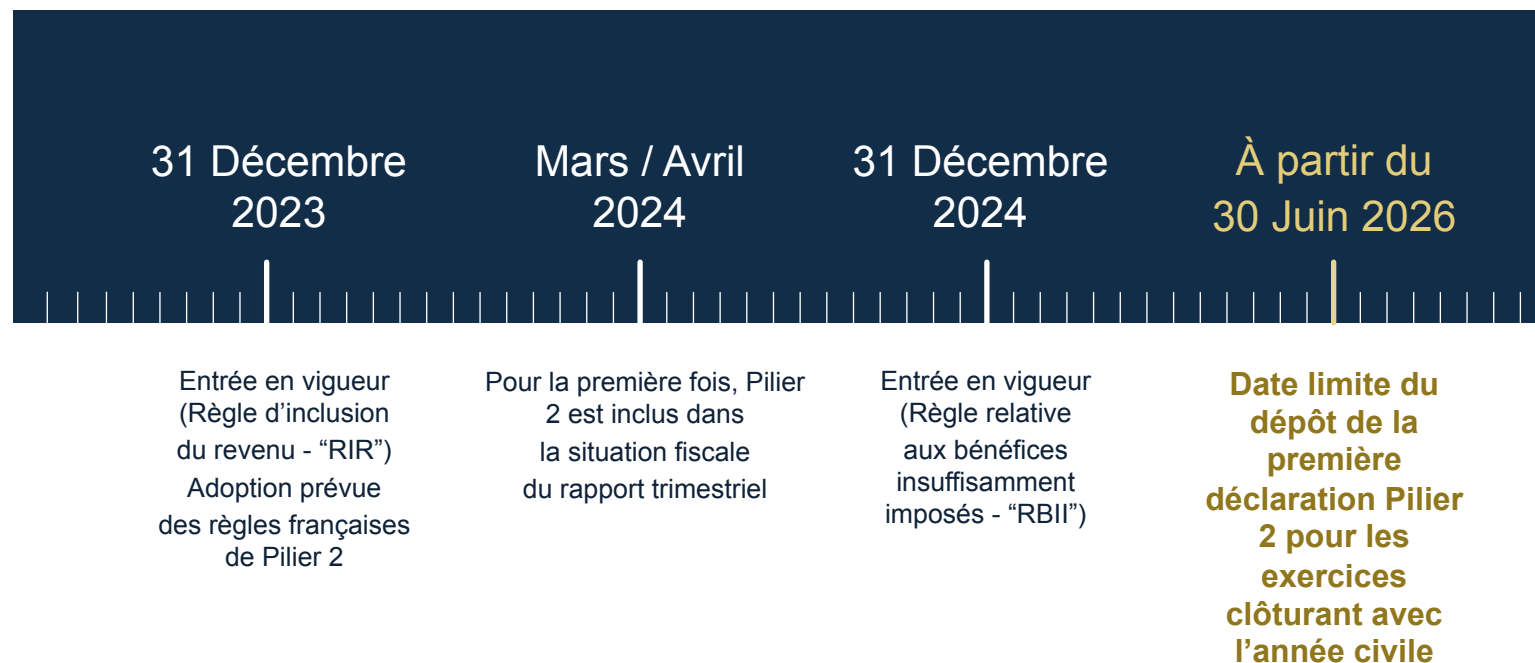 31 Décembre
2023
Mars / Avril
2024
31 Décembre
2024
À partir du
30 Juin 2026
Entrée en vigueur
(Règle d’inclusion
du revenu - “RIR”)
Adoption prévue
des règles françaises
de Pilier 2
Pour la première fois, Pilier
2 est inclus dans
la situation fiscale
du rapport trimestriel
Entrée en vigueur
(Règle relative
aux bénéfices
insuffisamment
imposés - “RBII”)
Date limite du
dépôt de la
première
déclaration Pilier
2 pour les
exercices
clôturant avec
l’année civile